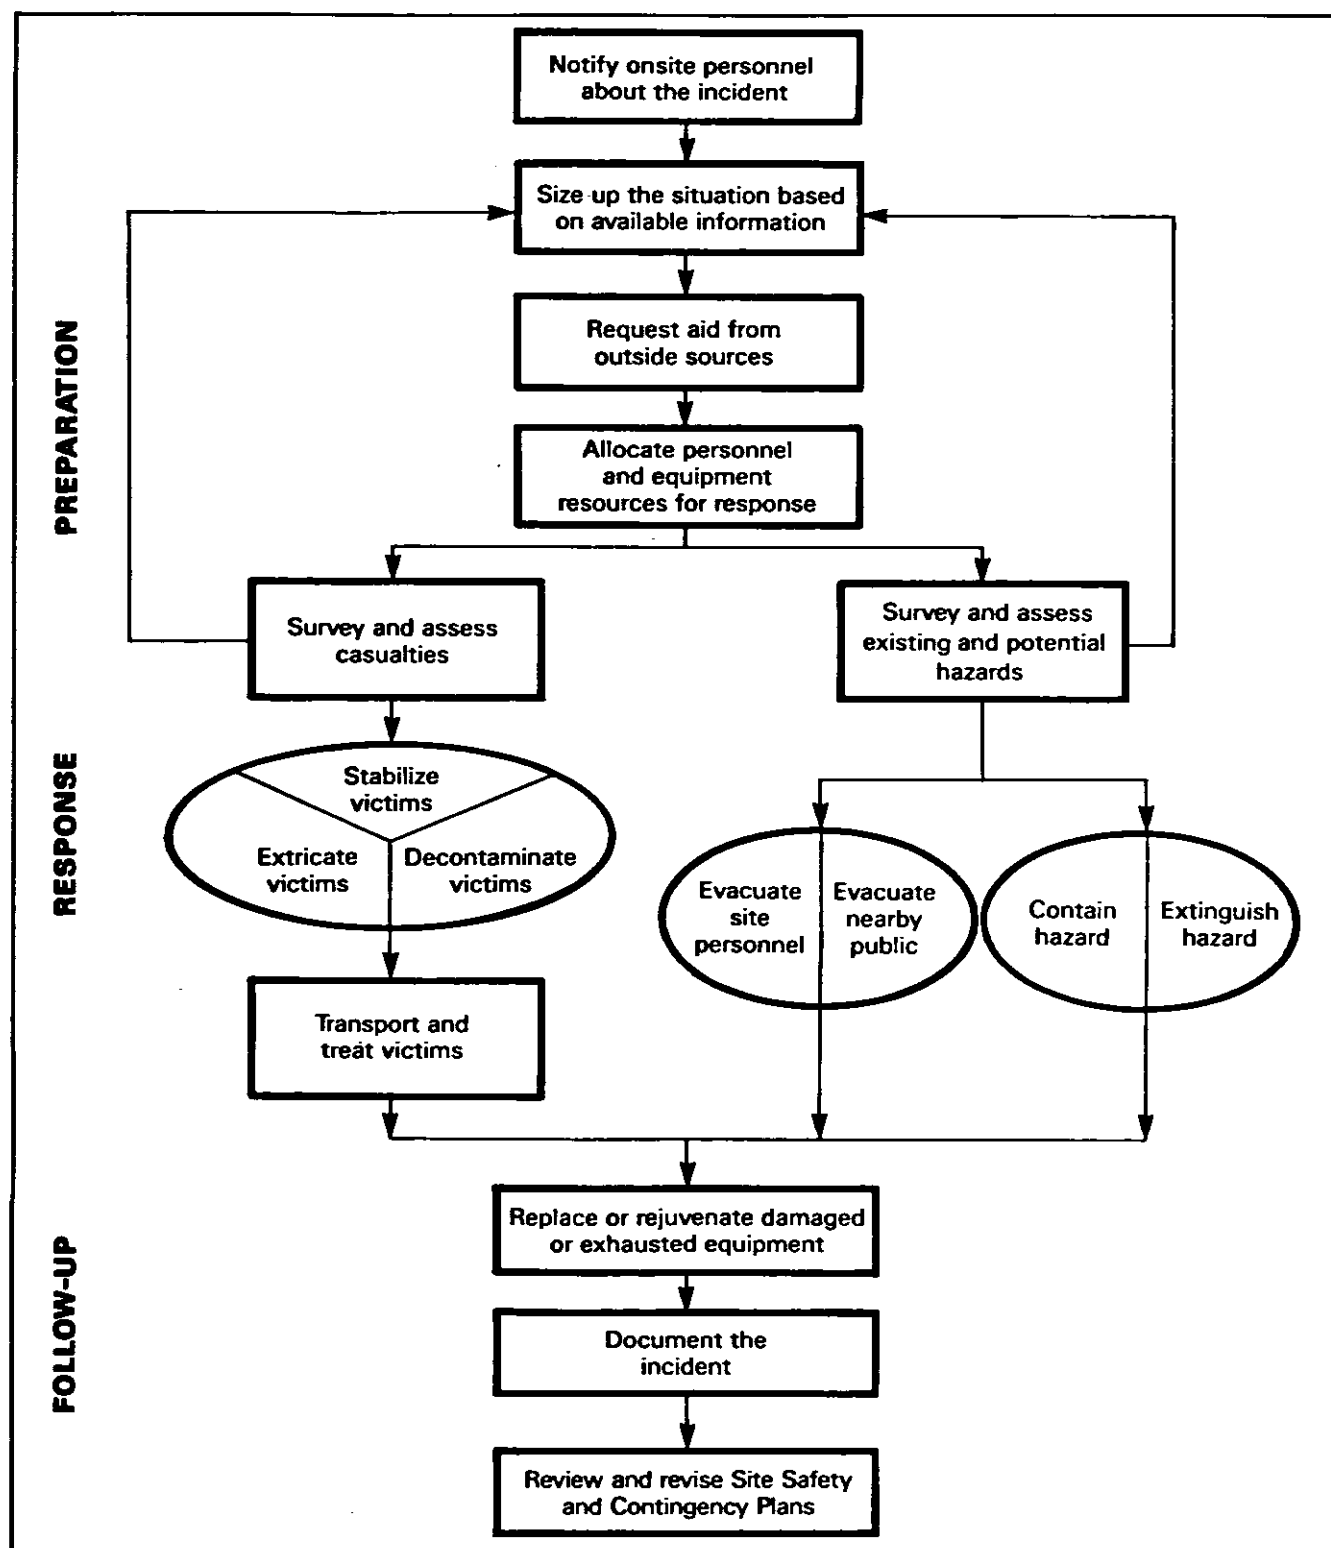 Notify onsite personnel
about the incident
Size up the situation based
on available information
Request aid from
outside sources
PREPARATION
Allocate personnel
and equipment
resources for response
Survey and assess
casualties
Survey and assess
existing and potential
hazards
RESPONSE
Stabilize
victims
Extricate
victims
Decontaminate
victims
Evacuate
site
personnel
Evacuate
nearby
public
Contain
hazard
Extinguish
hazard
Transport and
treat victims
FOLLOW-UP
Replace or rejuvenate damaged
or exhausted equipment
Document the
incident
Review and revise Site Safety
and Contingency Plans